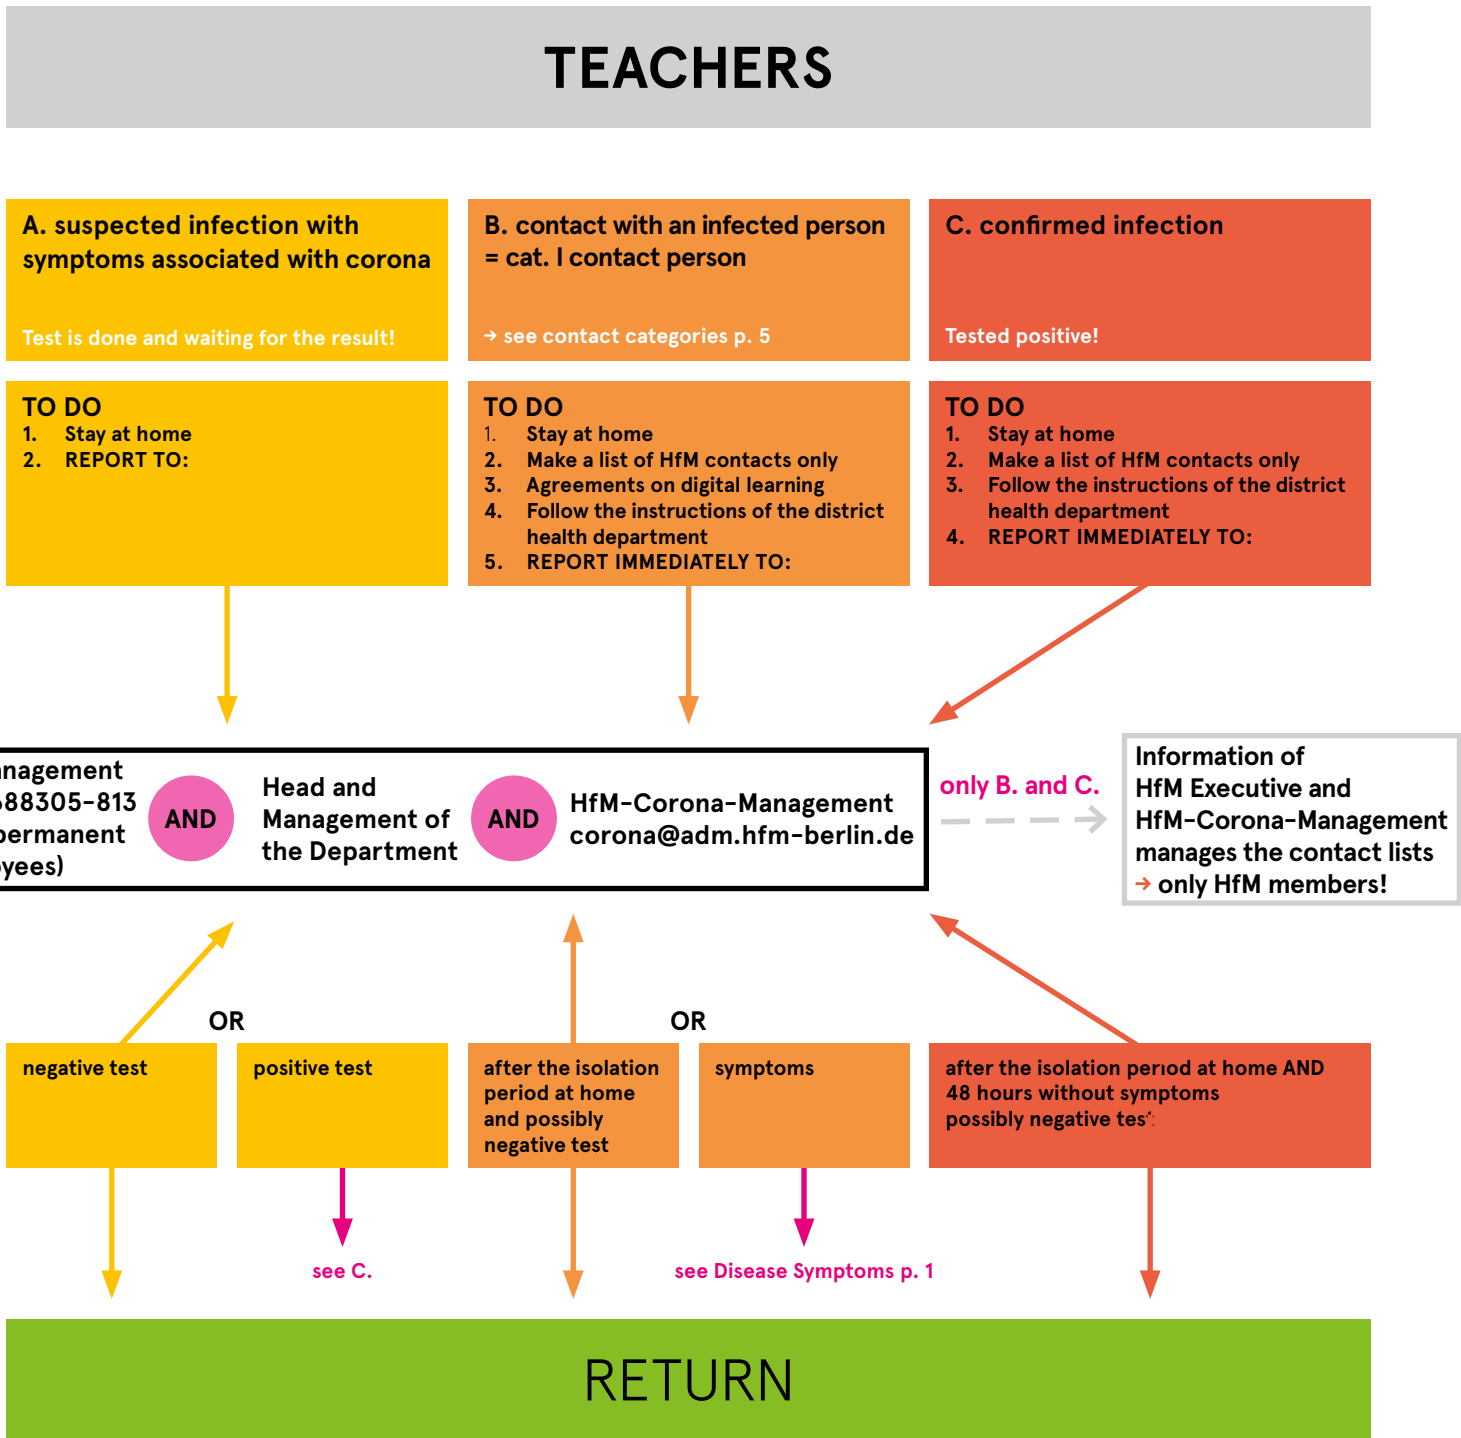 TEACHERS
A. suspected infection with
symptoms associated with corona
Test is done and waiting for the result!
B. contact with an infected person
= cat. I contact person
→ see contact categories p. 5
C. confirmed infection
Tested positive!
TO DO
1. Stay at home
2. REPORT TO:
TO DO
1. Stay at home
2. Make a list of HfM contacts only
3. Agreements on digital learning
4. Follow the instructions of the district
health department
5. REPORT IMMEDIATELY TO:
TO DO
1. Stay at home
2. Make a list of HfM contacts only
3. Follow the instructions of the district
health department
4. REPORT IMMEDIATELY TO:
688305-813
AND
Head and
Management of
the Department
AND
HfM-Corona-Management
corona@adm.hfm-berlin.de
only B. and C.
Information of
HfM Executive and
HfM-Corona-Management
manages the contact lists
→ only HfM members!
OR
OR
negative test
positive test
after the isolation
period at home
and possibly
negative test
symptoms
after the isolation period at home AND
48 hours without symptoms
possibly negative test
see C.
see Disease Symptoms p. 1
RETURN